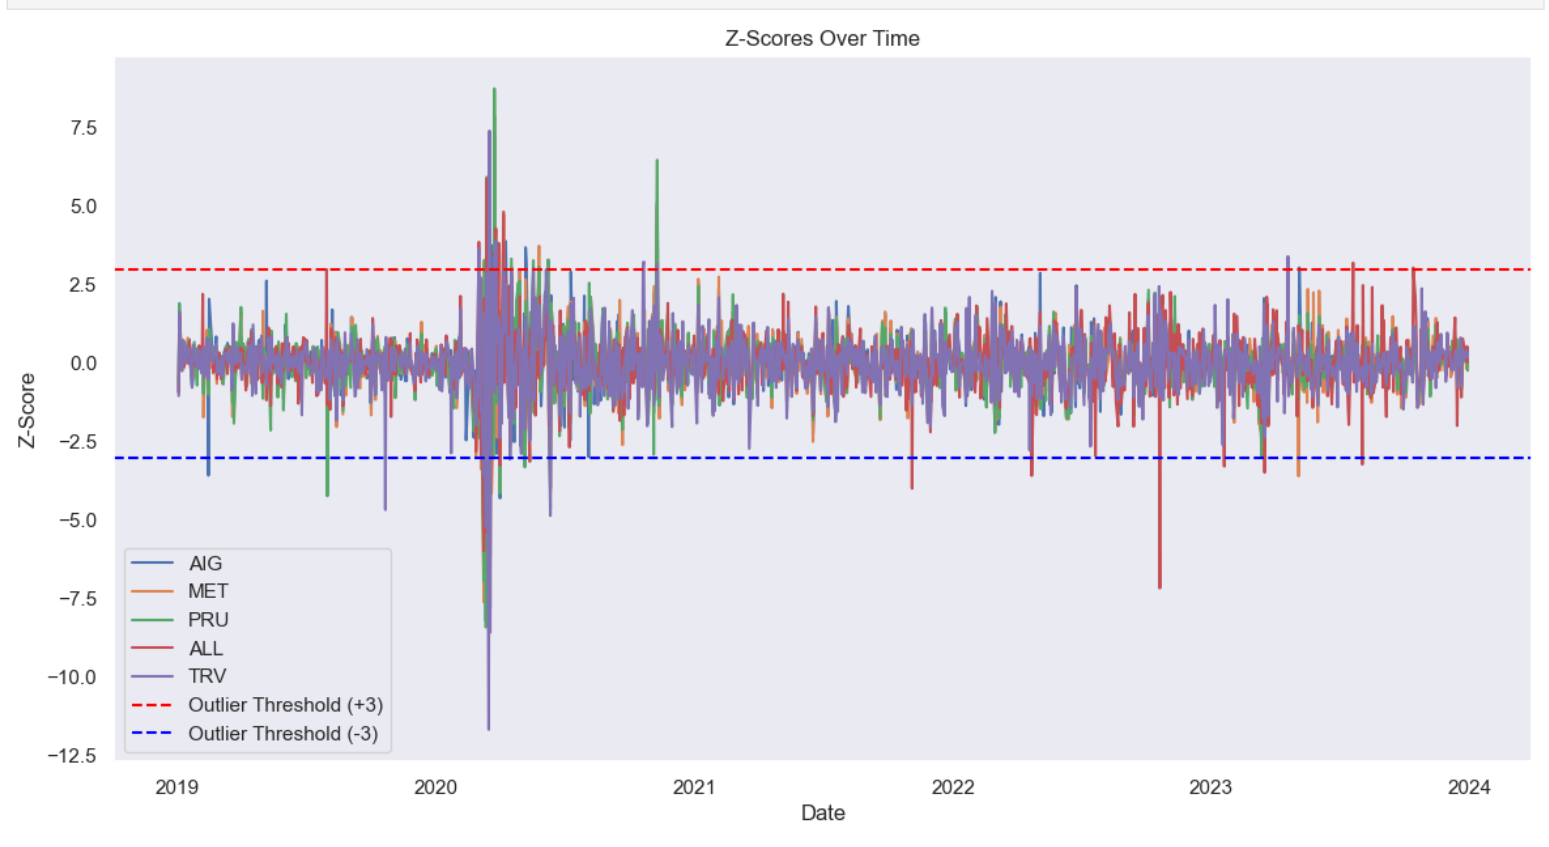 Z-Scores Over Time
Z-Score
7.5
5.0
2.5
0.0
−2.5
−5.0
−7.5
−10.0
−12.5
AIG
MET
PRU
ALL
TRV
Outlier Threshold (+3)
Outlier Threshold (-3)
2019 2020 2021 2022 2023 2024
Date